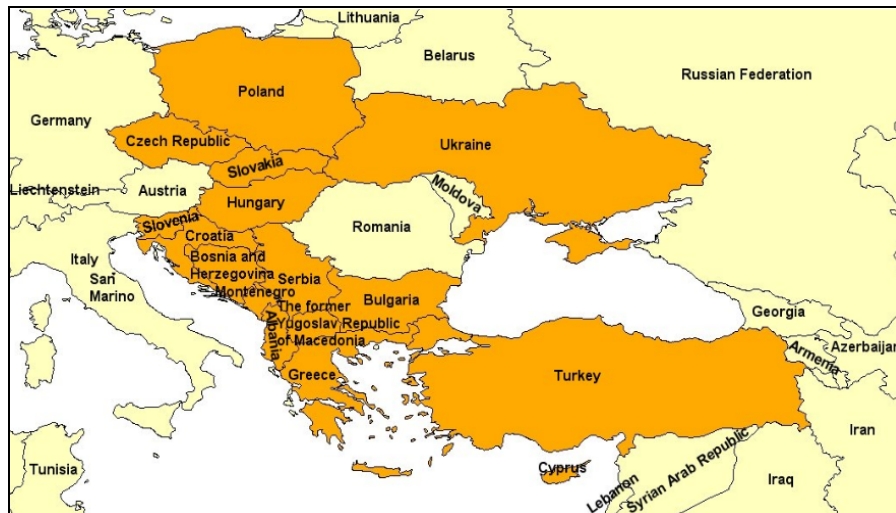 Lithuania
Belarus
Russian Federation
Poland
Germany
Czech Republic
Ukraine
Slovakia
Liechtenstein
Austria
Moldova
Hungary
Romania
Slovenia
Croatia
Italy
Bosnia and
Herzegovina
San
Marino
Serbia
Montenegro
Bulgaria
The former
Yugoslav Republic
of Macedonia
Albania
Georgia
Armenia
Azerbaijan
Greece
Turkey
Iran
Tunisia
Cyprus
Lebanon
Syrian Arab Republic
Iraq